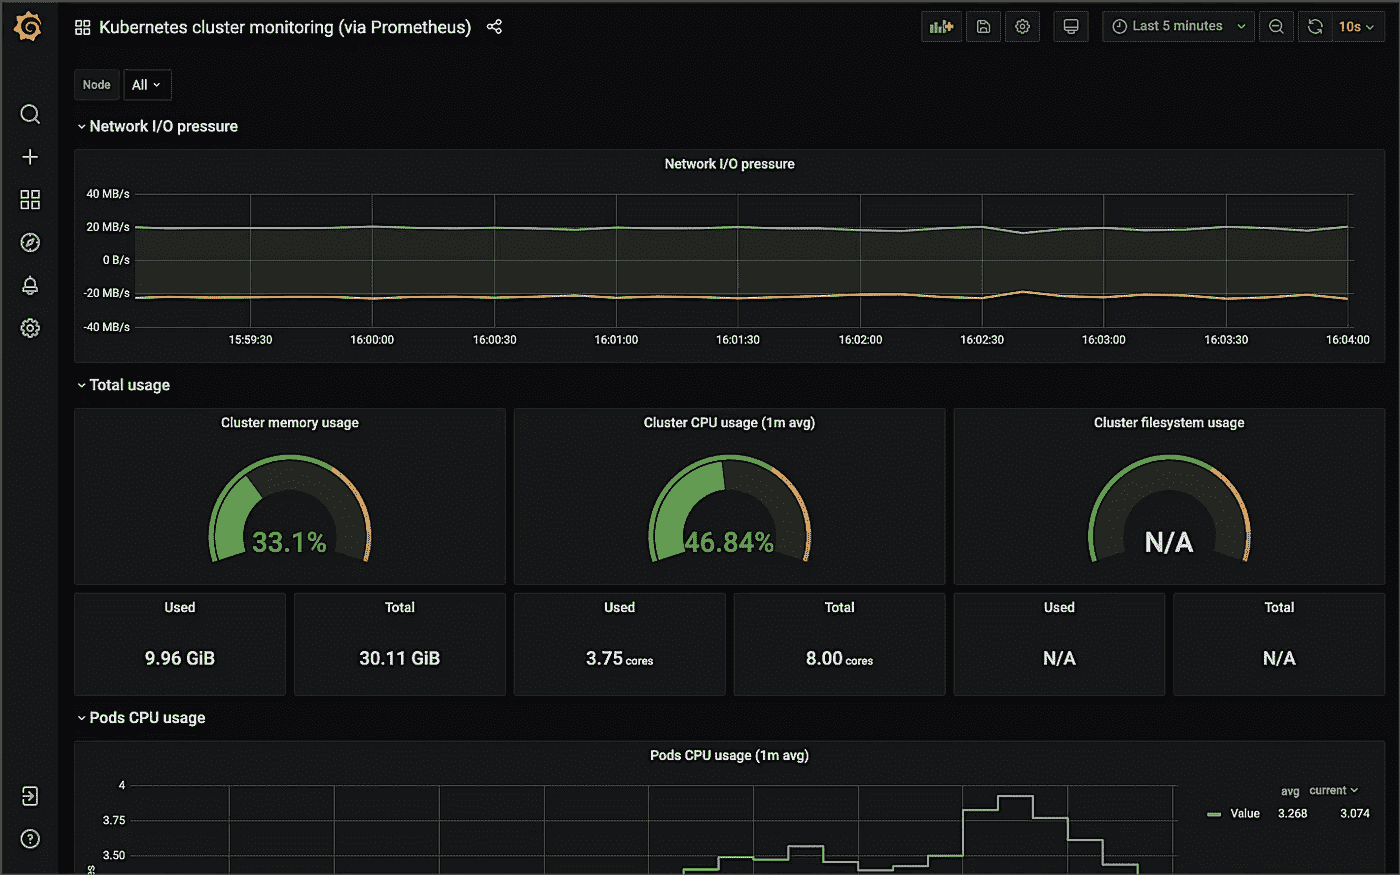 Kubernetes cluster monitoring (via Prometheus)
Last 5 minutes
10s
Node
All
Network I/O pressure
Network I/O pressure
40 MB/s
20 MB/s
0 B/s
-20 MB/s
-40 MB/s
15:59:30 16:00:00 16:00:30 16:01:00 16:01:30 16:02:00 16:02:30 16:03:00 16:03:30 16:04:00
Total usage
Cluster memory usage
33.1%
Cluster CPU usage (1m avg)
46.84%
Cluster filesystem usage
N/A
Used
9.96 GiB
Total
30.11 GiB
Used
3.75 cores
Total
8.00 cores
Used
N/A
Total
N/A
Pods CPU usage
Pods CPU usage (1m avg)
4
3.75
3.50
avg current
Value 3.268 3.074